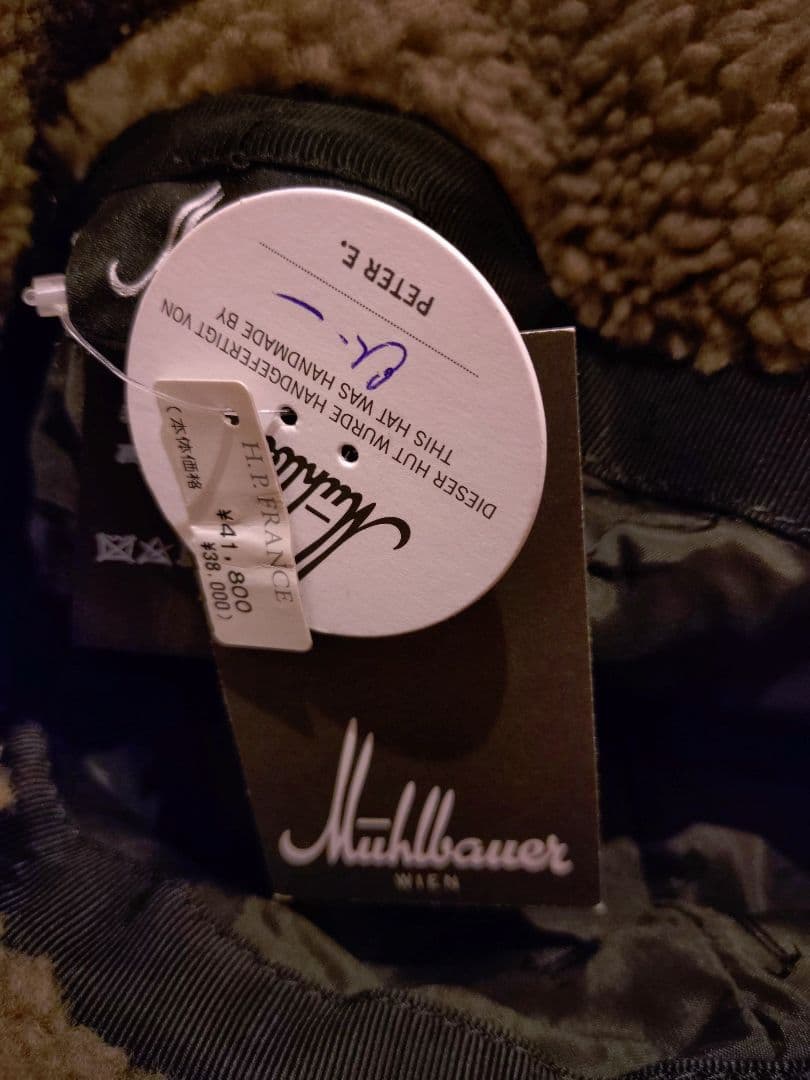 Mühlbauer
DIESER HUT WURDE HANDGEFERTIGT VON
THIS HAT WAS HANDMADE BY
PETER E.
H.P.FRANCE
¥41,800
(本体価格 ¥38,000)
Mühlbauer
WIEN